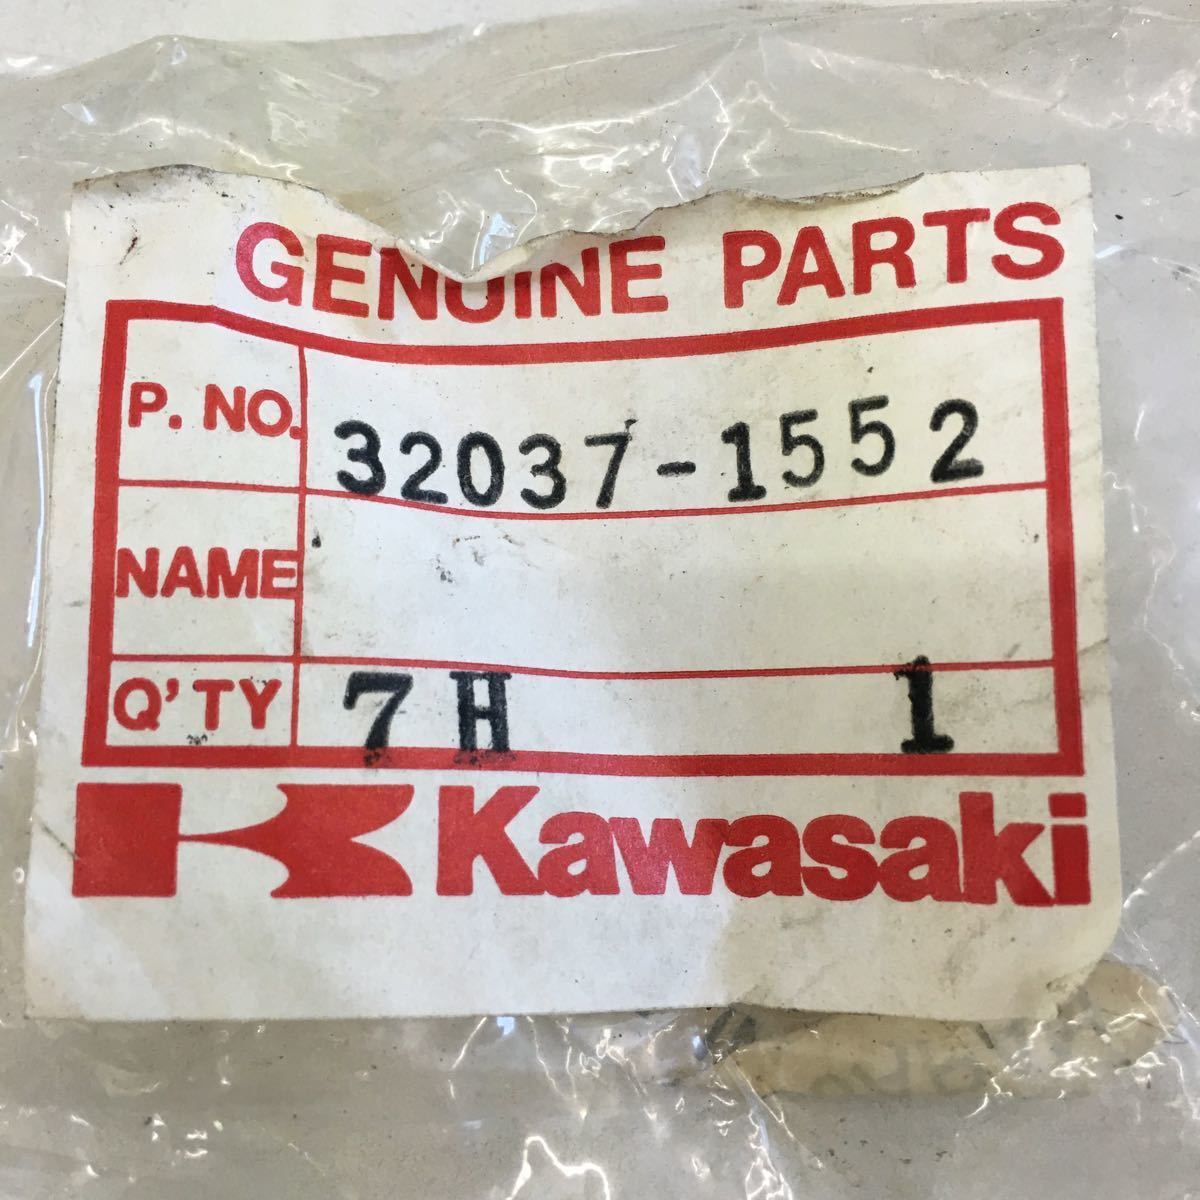 GENUINE PARTS
P. NO. 32037-1552
NAME
Q'TY 7H 1
Kawasaki